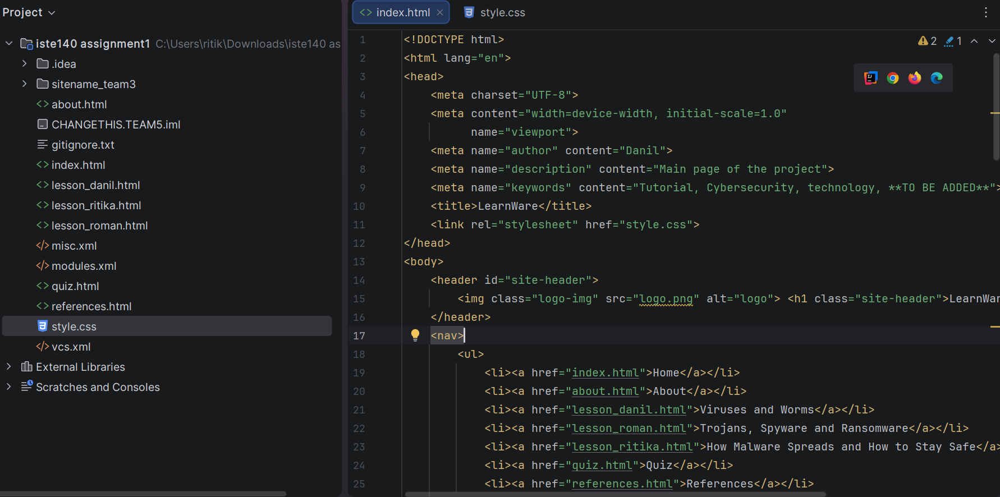 Project
iste140 assignment1 C:\Users\ritik\Downloads\iste140 as
.idea
sitename_team3
about.html
CHANGETHIS.TEAM5.iml
gitignore.txt
index.html
lesson_danil.html
lesson_ritika.html
lesson_roman.html
misc.xml
modules.xml
quiz.html
references.html
style.css
vcs.xml
External Libraries
Scratches and Consoles
index.html style.css
2 1
1 <!DOCTYPE html>
2 <html lang="en">
3 <head>
4 <meta charset="UTF-8">
5 <meta content="width=device-width, initial-scale=1.0"
6 name="viewport">
7 <meta name="author" content="Danil">
8 <meta name="description" content="Main page of the project">
9 <meta name="keywords" content="Tutorial, Cybersecurity, technology, **TO BE ADDED**">
10 <title>LearnWare</title>
11 <link rel="stylesheet" href="style.css">
12 </head>
13 <body>
14 <header id="site-header">
15 <img class="logo-img" src="logo.png" alt="logo"> <h1 class="site-header">LearnWar
16 </header>
17 <nav>
18 <ul>
19 <li><a href="index.html">Home</a></li>
20 <li><a href="about.html">About</a></li>
21 <li><a href="lesson_danil.html">Viruses and Worms</a></li>
22 <li><a href="lesson_roman.html">Trojans, Spyware and Ransomware</a></li>
23 <li><a href="lesson_ritika.html">How Malware Spreads and How to Stay Safe</a>
24 <li><a href="quiz.html">Quiz</a></li>
25 <li><a href="references.html">References</a></li>